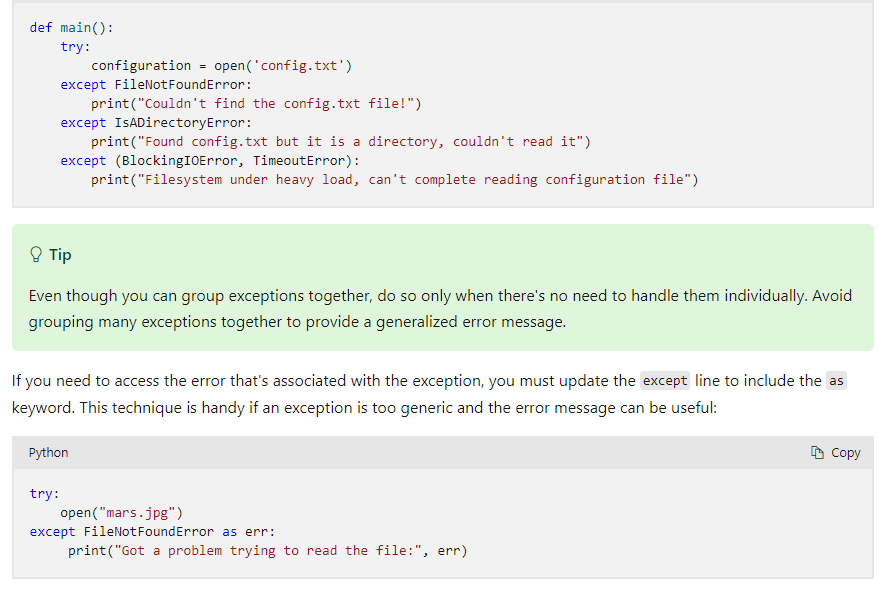 def main():
    try:
        configuration = open('config.txt')
    except FileNotFoundError:
        print("Couldn't find the config.txt file!")
    except IsADirectoryError:
        print("Found config.txt but it is a directory, couldn't read it")
    except (BlockingIOError, TimeoutError):
        print("Filesystem under heavy load, can't complete reading configuration file")
Tip
Even though you can group exceptions together, do so only when there's no need to handle them individually. Avoid
grouping many exceptions together to provide a generalized error message.
If you need to access the error that's associated with the exception, you must update the except line to include the as
keyword. This technique is handy if an exception is too generic and the error message can be useful:
Python Copy
try:
    open("mars.jpg")
except FileNotFoundError as err:
     print("Got a problem trying to read the file:", err)